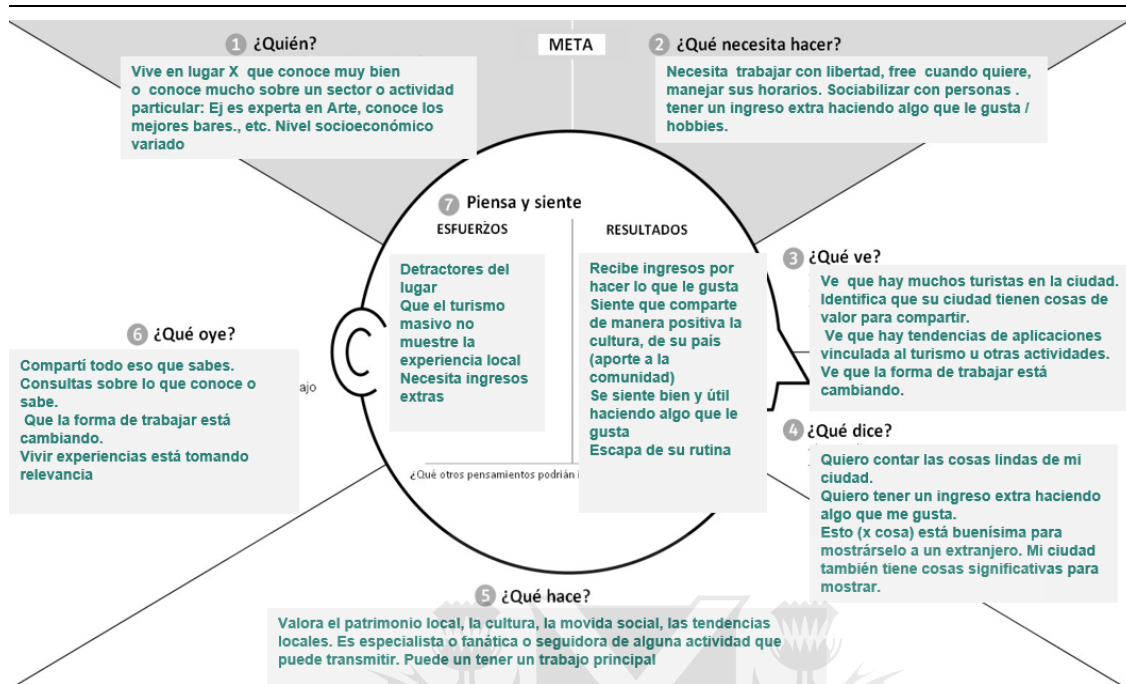 1 ¿Quién?
META
2 ¿Qué necesita hacer?
Vive en lugar X que conoce muy bien
o conoce mucho sobre un sector o actividad
particular: Ej es experta en Arte, conoce los
mejores bares., etc. Nivel socioeconómico
variado
Necesita trabajar con libertad, free cuando quiere,
manejar sus horarios. Sociabilizar con personas .
tener un ingreso extra haciendo algo que le gusta /
hobbies.
7 Piensa y siente
ESFUERZOS
Detractores del
lugar
Que el turismo
masivo no
muestre la
experiencia local
Necesita ingresos
extras
RESULTADOS
Recibe ingresos por
hacer lo que le gusta
Siente que comparte
de manera positiva la
cultura, de su país
(aporte a la
comunidad)
Se siente bien y útil
haciendo algo que le
gusta
Escapa de su rutina
¿Qué otros pensamientos podrían
3 ¿Qué ve?
Ve que hay muchos turistas en la ciudad.
Identifica que su ciudad tienen cosas de
valor para compartir.
Ve que hay tendencias de aplicaciones
vinculada al turismo u otras actividades.
Ve que la forma de trabajar está
cambiando.
4 ¿Qué dice?
Quiero contar las cosas lindas de mi
ciudad.
Quiero tener un ingreso extra haciendo
algo que me gusta.
Esto (x cosa) está buenísima para
mostrárselo a un extranjero. Mi ciudad
también tiene cosas significativas para
mostrar.
6 ¿Qué oye?
Compartí todo eso que sabes.
Consultas sobre lo que conoce o
sabe.
Que la forma de trabajar está
cambiando.
Vivir experiencias está tomando
relevancia
ajo
5 ¿Qué hace?
Valora el patrimonio local, la cultura, la movida social, las tendencias
locales. Es especialista o fanática o seguidora de alguna actividad que
puede transmitir. Puede un tener un trabajo principal